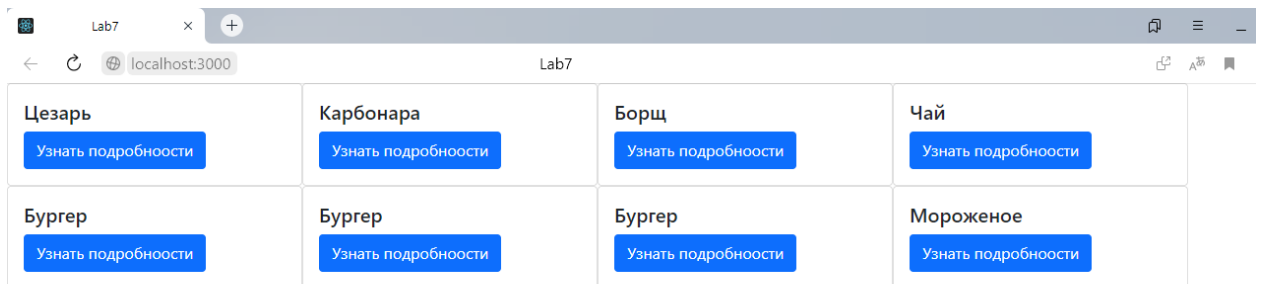 Lab7
localhost:3000 Lab7
Цезарь Карбонара Борщ Чай
Узнать подробноости Узнать подробноости Узнать подробноости Узнать подробноости
Бургер Бургер Бургер Мороженое
Узнать подробноости Узнать подробноости Узнать подробноости Узнать подробноости